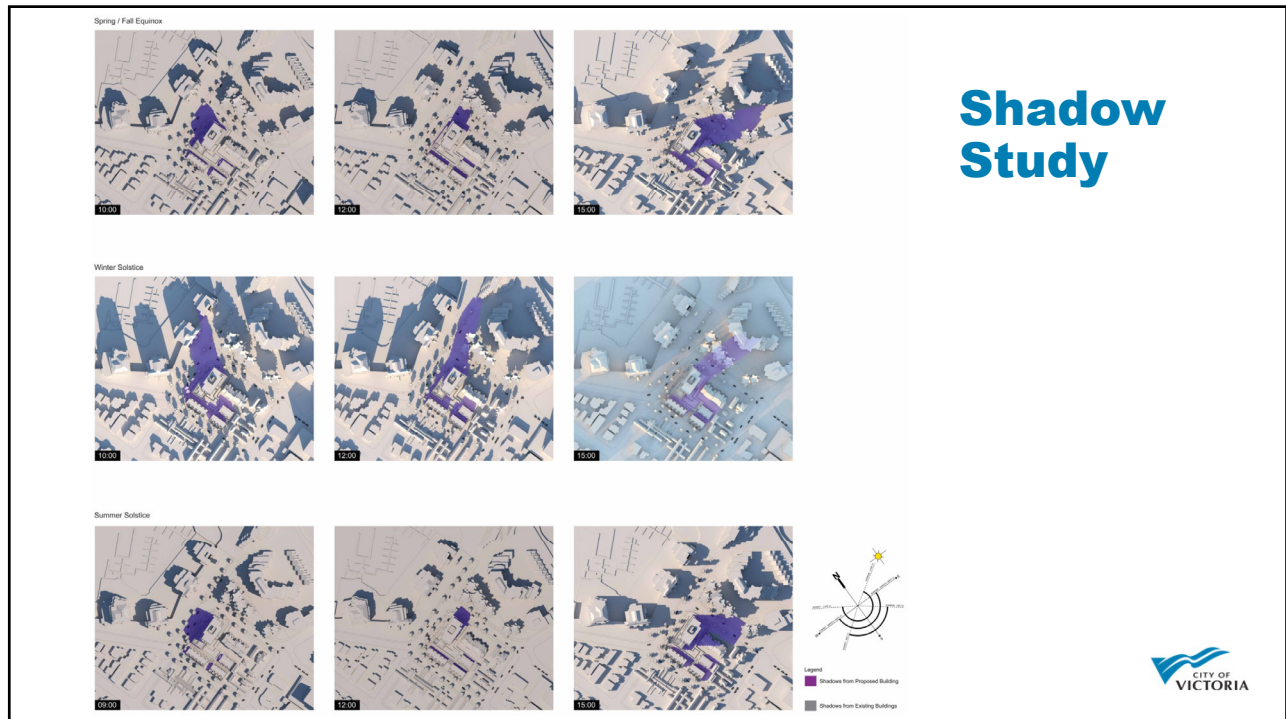 Spring / Fall Equinox
10:00
12:00
15:00
Shadow
Study
Winter Solstice
10:00
12:00
15:00
Summer Solstice
09:00
12:00
15:00
N
Legend
Shadows from Proposed Building
Shadows from Existing Buildings
CITY OF
VICTORIA